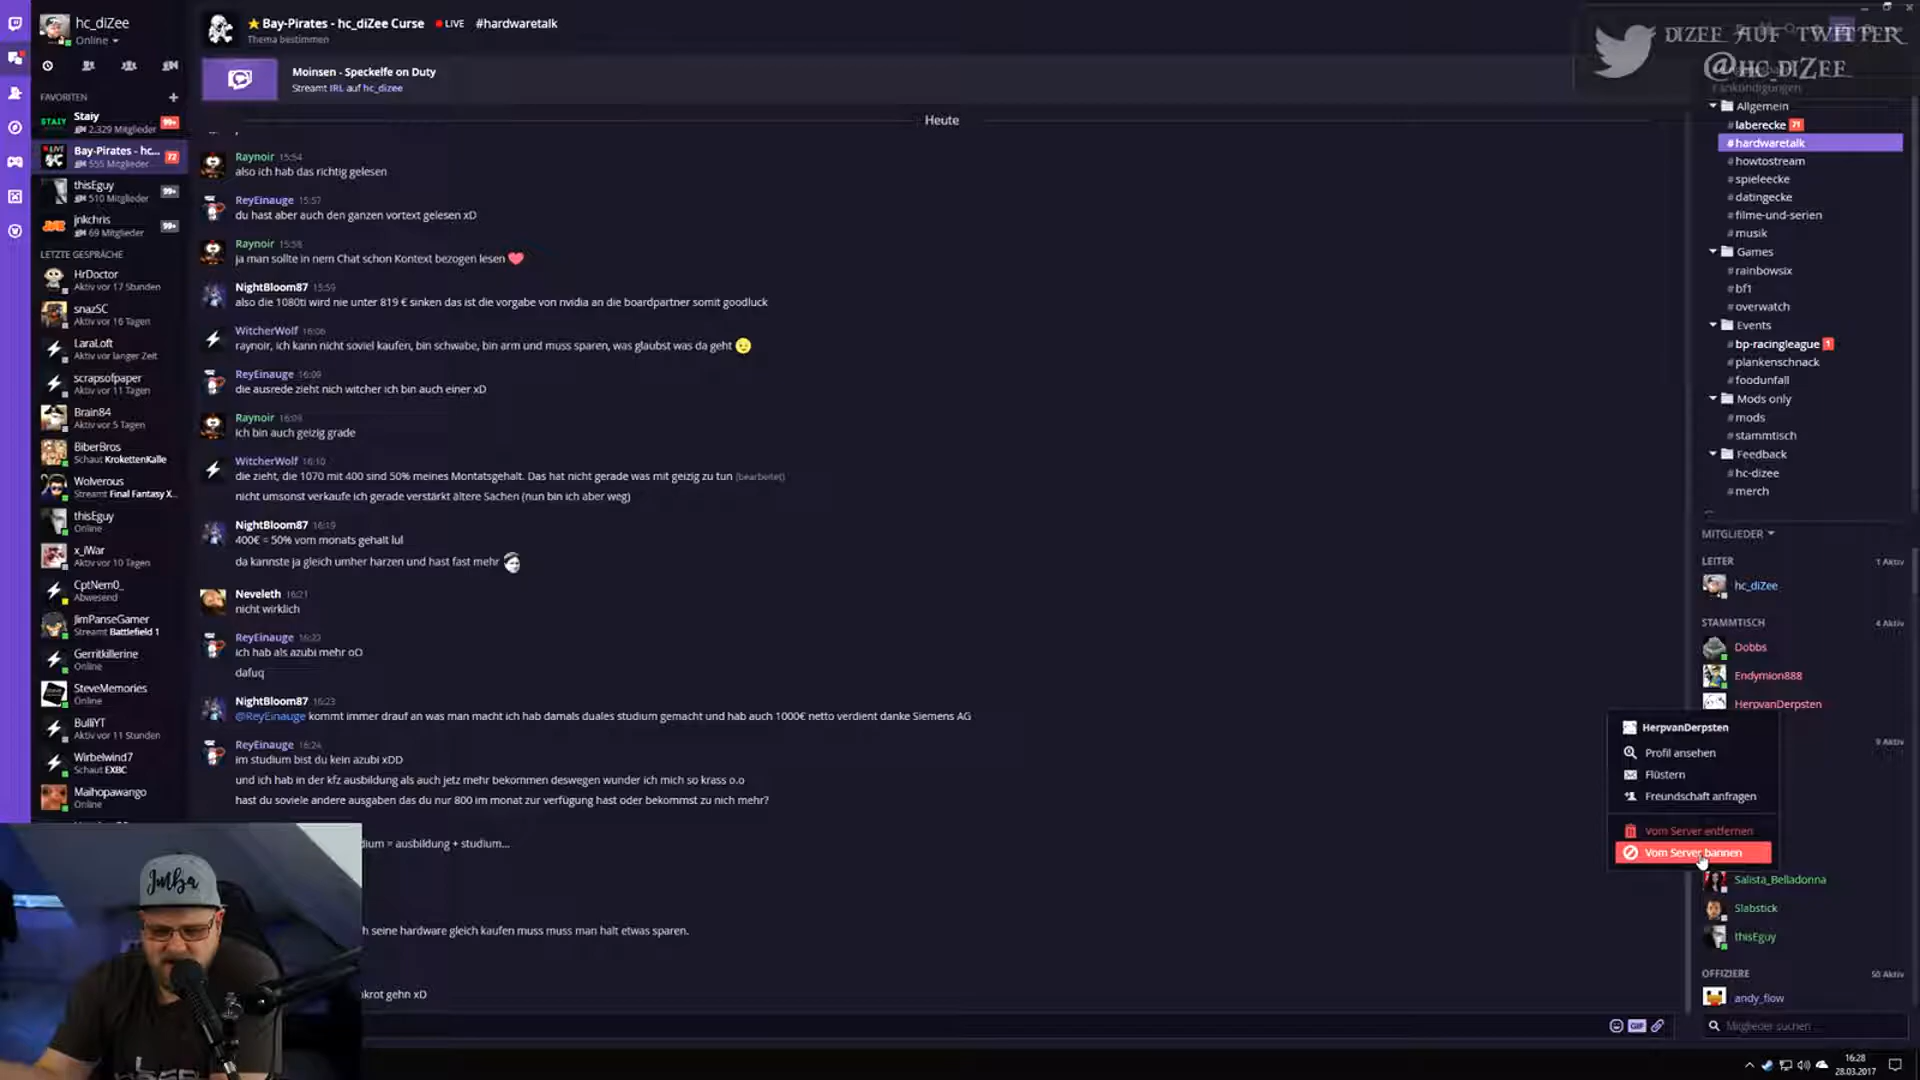 hc_diZee
Online
FAVORITEN
STAIY
Staiy
2.329 Mitglieder
99+
LIVE
Bay-Pirates - hc...
555 Mitglieder
72
thisEguy
510 Mitglieder
99+
jnkchris
69 Mitglieder
99+
LETZTE GESPRÄCHE
HrDoctor
Aktiv vor 17 Stunden
snazSC
Aktiv vor 16 Tagen
LaraLoft
Aktiv vor langer Zeit
scrapsofpaper
Aktiv vor 11 Tagen
Brain84
Aktiv vor 5 Tagen
BiberBros
Schaut KrokettenKalle
Wolverous
Streamt Final Fantasy X...
thisEguy
Online
x_iWar
Aktiv vor 10 Tagen
CptNem0_
Abwesend
JimPanseGamer
Streamt Battlefield 1
Gerritkillerine
Online
SteveMemories
Online
BulliYT
Aktiv vor 11 Stunden
Wirbelwind7
Schaut EXBC
Maihopawango
Online
Bay-Pirates - hc_diZee Curse LIVE #hardwaretalk
Thema bestimmen
Moinsen - Speckelfe on Duty
Streamt IRL auf hc_dizee
Heute
Raynoir 15:54
also ich hab das richtig gelesen
ReyEinauge 15:57
du hast aber auch den ganzen vortext gelesen xD
Raynoir 15:58
ja man sollte in nem Chat schon Kontext bezogen lesen
NightBloom87 15:59
also die 1080ti wird nie unter 819 € sinken das ist die vorgabe von nvidia an die boardpartner somit goodluck
WitcherWolf 16:06
raynoir, ich kann nicht soviel kaufen, bin schwabe, bin arm und muss sparen, was glaubst was da geht
ReyEinauge 16:09
die ausrede zieht nich witcher ich bin auch einer xD
Raynoir 16:09
ich bin auch geizig grade
WitcherWolf 16:10
die zieht, die 1070 mit 400 sind 50% meines Montatsgehalt. Das hat nicht gerade was mit geizig zu tun (bearbeitet)
nicht umsonst verkaufe ich gerade verstärkt ältere Sachen (nun bin ich aber weg)
NightBloom87 16:19
400€ = 50% vom monats gehalt lul
da kannste ja gleich umher harzen und hast fast mehr
Neveleth 16:21
nicht wirklich
ReyEinauge 16:22
ich hab als azubi mehr oO
dafuq
NightBloom87 16:23
@ReyEinauge kommt immer drauf an was man macht ich hab damals duales studium gemacht und hab auch 1000€ netto verdient danke Siemens AG
ReyEinauge 16:24
im studium bist du kein azubi xDD
und ich hab in der kfz ausbildung als auch jetz mehr bekommen deswegen wunder ich mich so krass o.o
hast du soviele andere ausgaben das du nur 800 im monat zur verfügung hast oder bekommst zu nich mehr?
dium = ausbildung + studium...
h seine hardware gleich kaufen muss muss man halt etwas sparen.
krot gehn xD
GIF
DIZEE AUF TWITTER
@HC_DIZEE
Ankündigungen
Allgemein
#laberecke 71
#hardwaretalk
#howtostream
#spieleecke
#datingecke
#filme-und-serien
#musik
Games
#rainbowsix
#bf1
#overwatch
Events
#bp-racingleague 1
#plankenschnack
#foodunfall
Mods only
#mods
#stammtisch
Feedback
#hc-dizee
#merch
MITGLIEDER
LEITER 1 Aktiv
hc_diZee
STAMMTISCH 4 Aktiv
Dobbs
Endymion888
HerpvanDerpsten
9 Aktiv
HerpvanDerpsten
Profil ansehen
Flüstern
Freundschaft anfragen
Vom Server entfernen
Vom Server bannen
Salista_Belladonna
Slabstick
thisEguy
OFFIZIERE 50 Aktiv
andy_flow
Mitglieder suchen
Jmba
16:28
28.03.2017